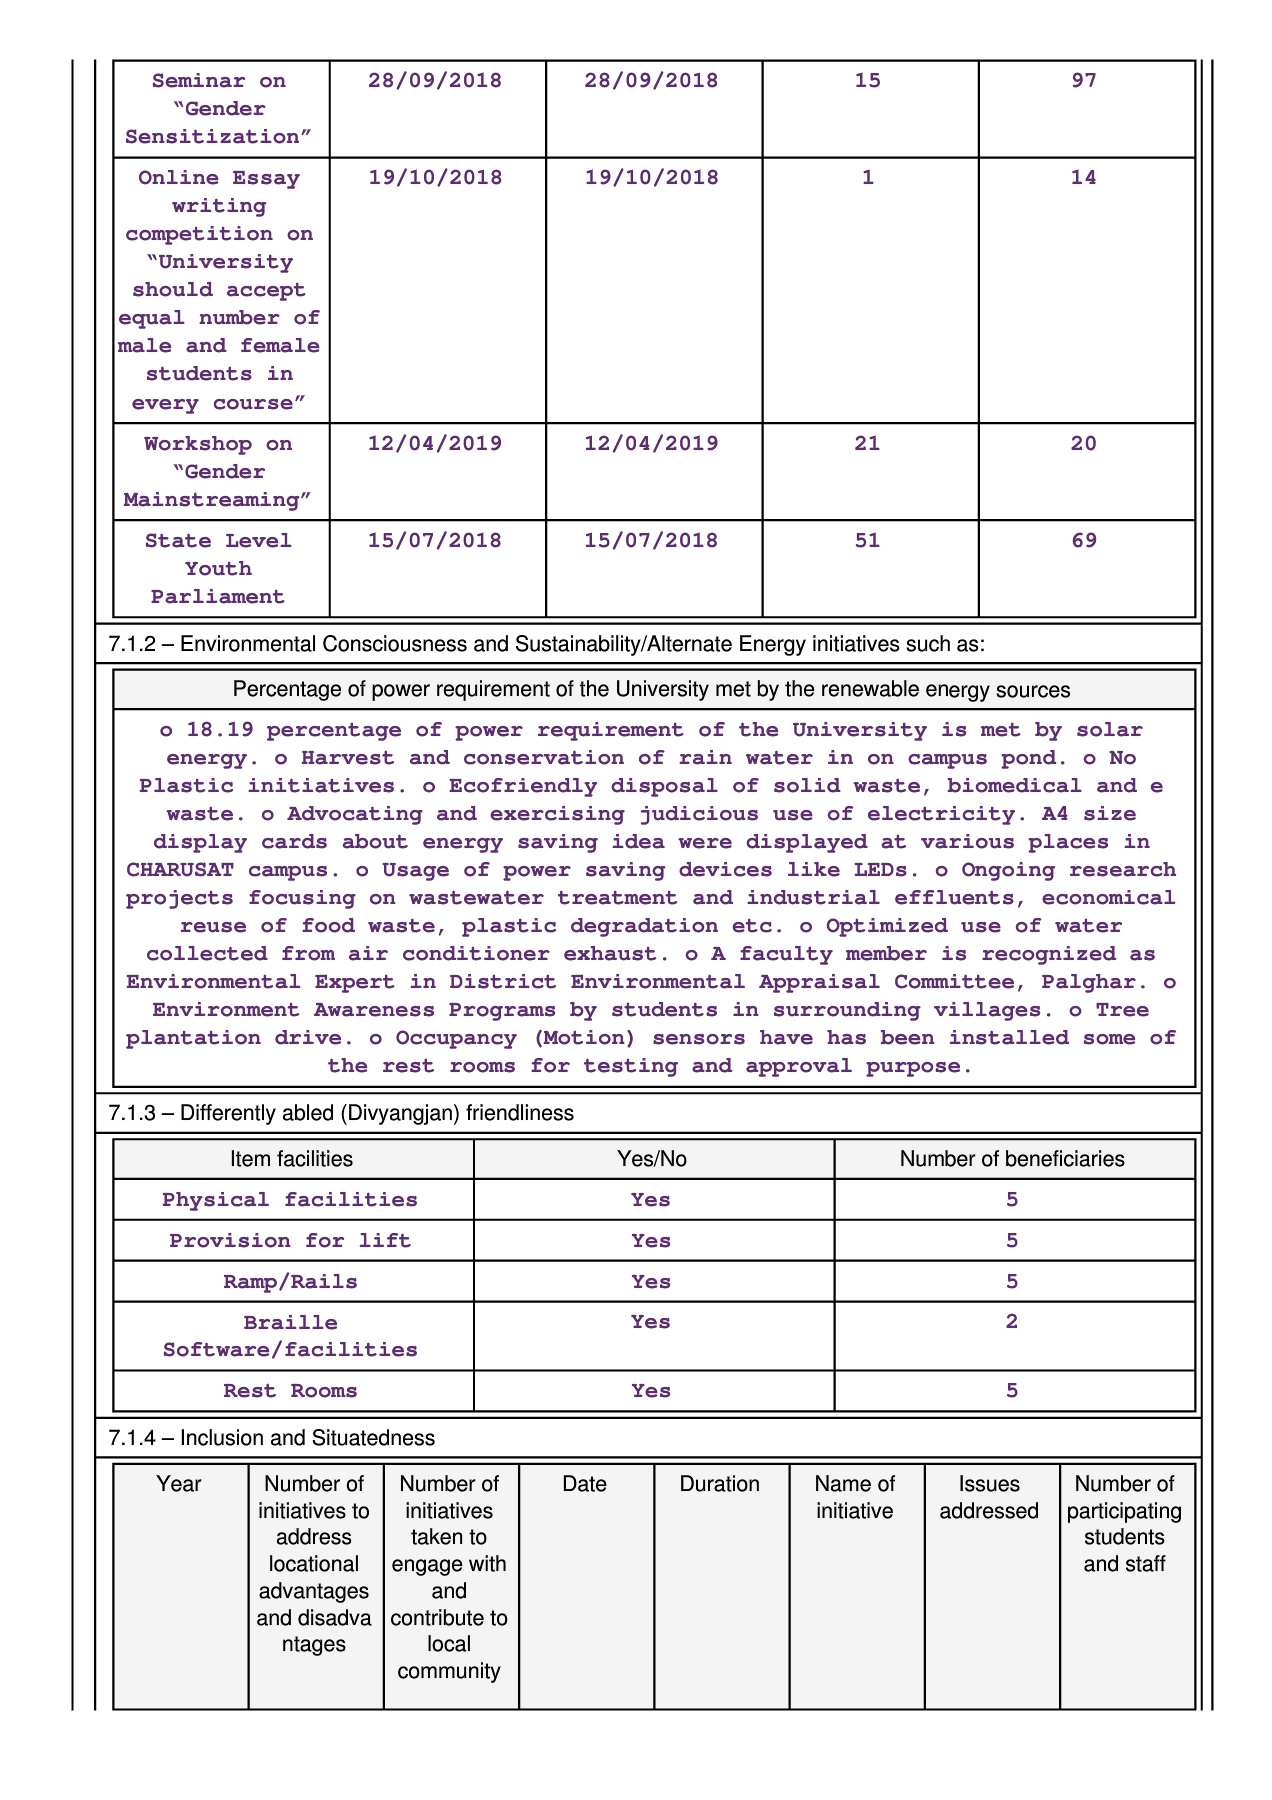 Seminar on
“Gender
Sensitization”
28/09/2018
28/09/2018
15
97
Online Essay
writing
competition on
“University
should accept
equal number of
male and female
students in
every course”
19/10/2018
19/10/2018
1
14
Workshop on
“Gender
Mainstreaming”
12/04/2019
12/04/2019
21
20
State Level
Youth
Parliament
15/07/2018
15/07/2018
51
69
7.1.2 – Environmental Consciousness and Sustainability/Alternate Energy initiatives such as:
Percentage of power requirement of the University met by the renewable energy sources
o 18.19 percentage of power requirement of the University is met by solar
energy. o Harvest and conservation of rain water in on campus pond. o No
Plastic initiatives. o Ecofriendly disposal of solid waste, biomedical and e
waste. o Advocating and exercising judicious use of electricity. A4 size
display cards about energy saving idea were displayed at various places in
CHARUSAT campus. o Usage of power saving devices like LEDs. o Ongoing research
projects focusing on wastewater treatment and industrial effluents, economical
reuse of food waste, plastic degradation etc. o Optimized use of water
collected from air conditioner exhaust. o A faculty member is recognized as
Environmental Expert in District Environmental Appraisal Committee, Palghar. o
Environment Awareness Programs by students in surrounding villages. o Tree
plantation drive. o Occupancy (Motion) sensors have has been installed some of
the rest rooms for testing and approval purpose.
7.1.3 – Differently abled (Divyangjan) friendliness
Item facilities
Yes/No
Number of beneficiaries
Physical facilities
Yes
5
Provision for lift
Yes
5
Ramp/Rails
Yes
5
Braille
Software/facilities
Yes
2
Rest Rooms
Yes
5
7.1.4 – Inclusion and Situatedness
Year
Number of
initiatives to
address
locational
advantages
and disadva
ntages
Number of
initiatives
taken to
engage with
and
contribute to
local
community
Date
Duration
Name of
initiative
Issues
addressed
Number of
participating
students
and staff